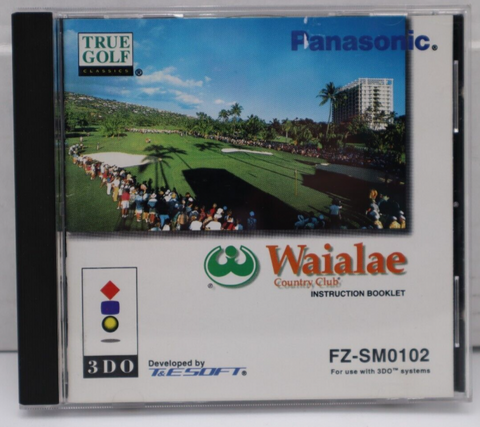 TRUE
GOLF
CLASSICS ®
Panasonic®
Waialae
Country Club®
®
INSTRUCTION BOOKLET
3DO
Developed by
T&ESOFT®
FZ-SM0102
For use with 3DO™ systems